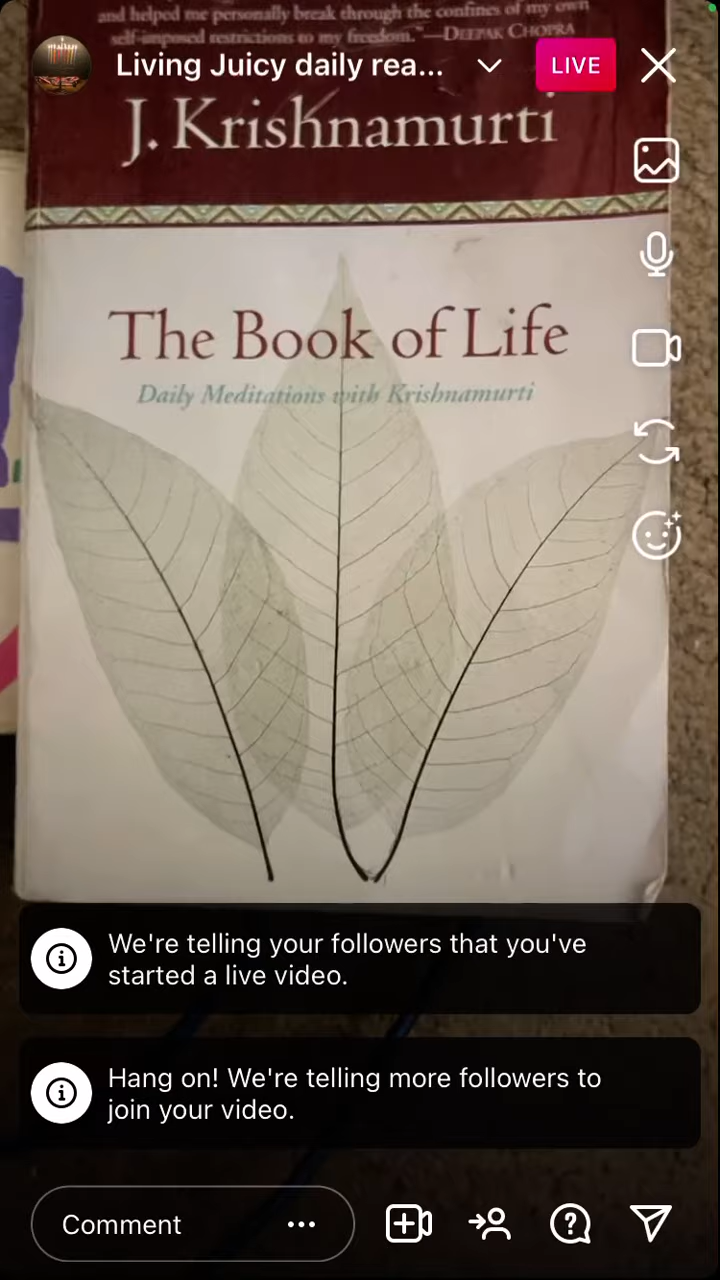 and helped me personally break through the confines of my own
self-imposed restrictions to my freedom."—DEEPAK CHOPRA
Living Juicy daily rea...
LIVE
J. Krishnamurti
The Book of Life
Daily Meditations with Krishnamurti
We're telling your followers that you've
started a live video.
Hang on! We're telling more followers to
join your video.
Comment